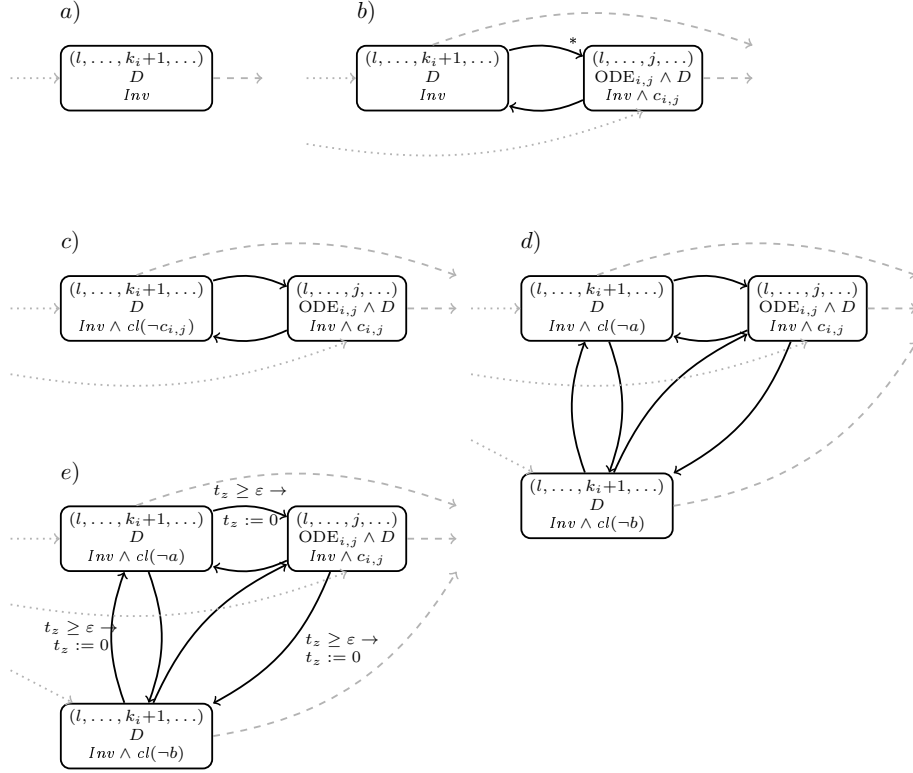 a)
(l, . . . , k_i+1, . . .)
D
Inv
b)
(l, . . . , k_i+1, . . .)
D
Inv
*
(l, . . . , j, . . .)
ODE_{i,j} ∧ D
Inv ∧ c_{i,j}
c)
(l, . . . , k_i+1, . . .)
D
Inv ∧ cl(¬c_{i,j})
(l, . . . , j, . . .)
ODE_{i,j} ∧ D
Inv ∧ c_{i,j}
d)
(l, . . . , k_i+1, . . .)
D
Inv ∧ cl(¬a)
(l, . . . , j, . . .)
ODE_{i,j} ∧ D
Inv ∧ c_{i,j}
(l, . . . , k_i+1, . . .)
D
Inv ∧ cl(¬b)
e)
(l, . . . , k_i+1, . . .)
D
Inv ∧ cl(¬a)
t_z ≥ ε →
t_z := 0
(l, . . . , j, . . .)
ODE_{i,j} ∧ D
Inv ∧ c_{i,j}
t_z ≥ ε →
t_z := 0
t_z ≥ ε →
t_z := 0
(l, . . . , k_i+1, . . .)
D
Inv ∧ cl(¬b)